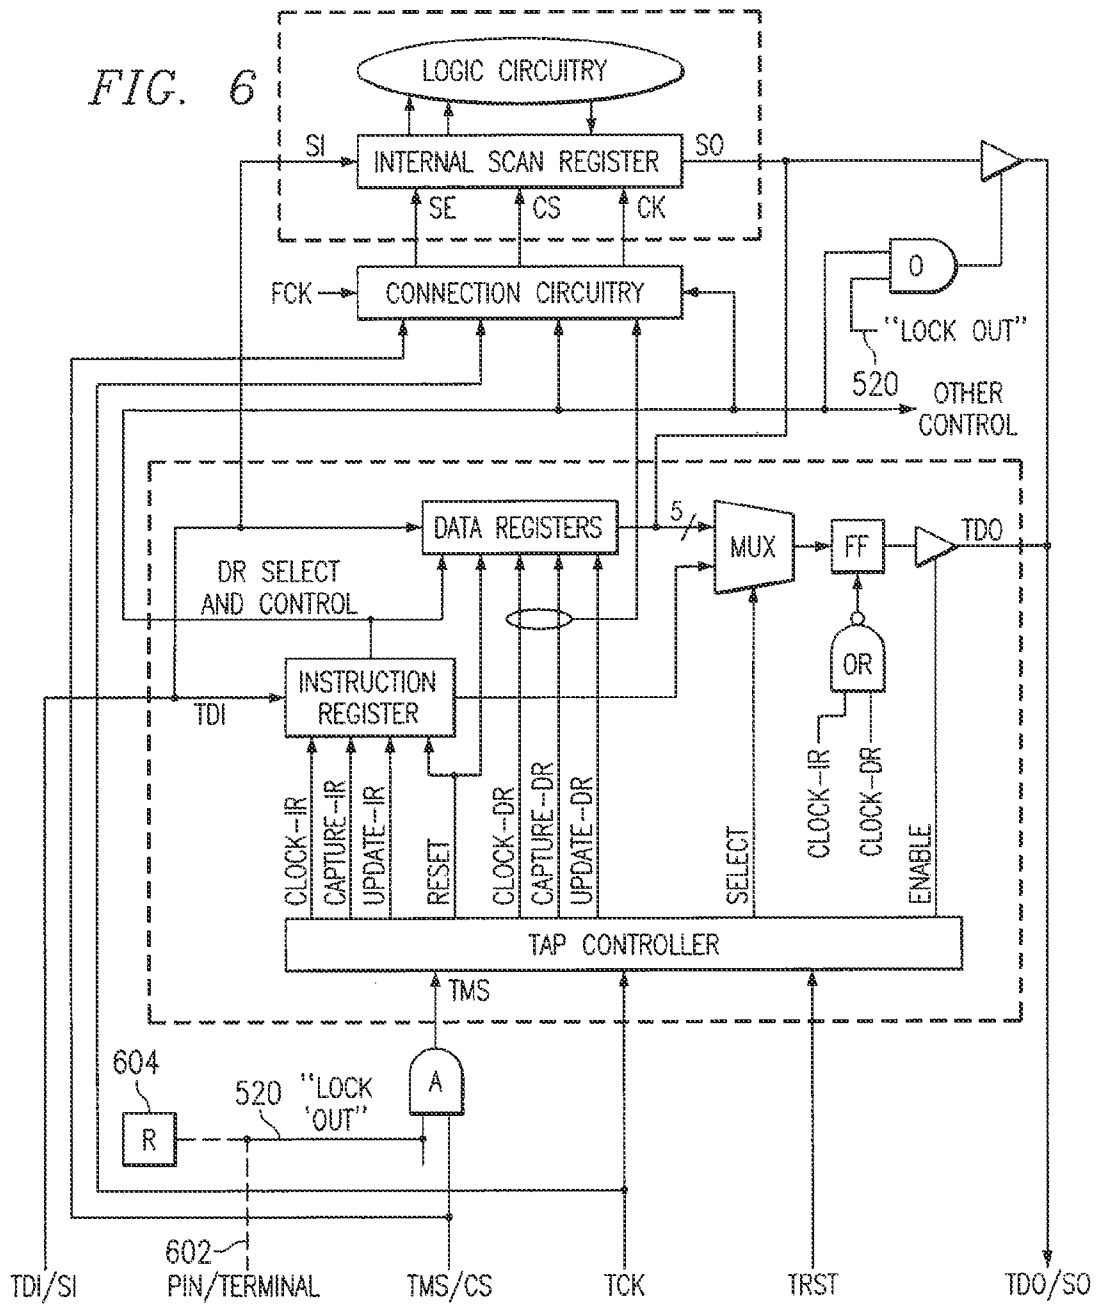 FIG. 6
LOGIC CIRCUITRY
SI
INTERNAL SCAN REGISTER
SO
SE
CS
CK
O
FCK
CONNECTION CIRCUITRY
"LOCK OUT"
520
OTHER
CONTROL
DATA REGISTERS
5
MUX
FF
TDO
DR SELECT
AND CONTROL
OR
INSTRUCTION
REGISTER
TDI
CLOCK-IR
CAPTURE-IR
UPDATE-IR
RESET
CLOCK-DR
CAPTURE-DR
UPDATE-DR
SELECT
CLOCK-IR
CLOCK-DR
ENABLE
TAP CONTROLLER
TMS
604
520
"LOCK
'OUT"
A
R
602
TDI/SI
PIN/TERMINAL
TMS/CS
TCK
TRST
TDO/SO